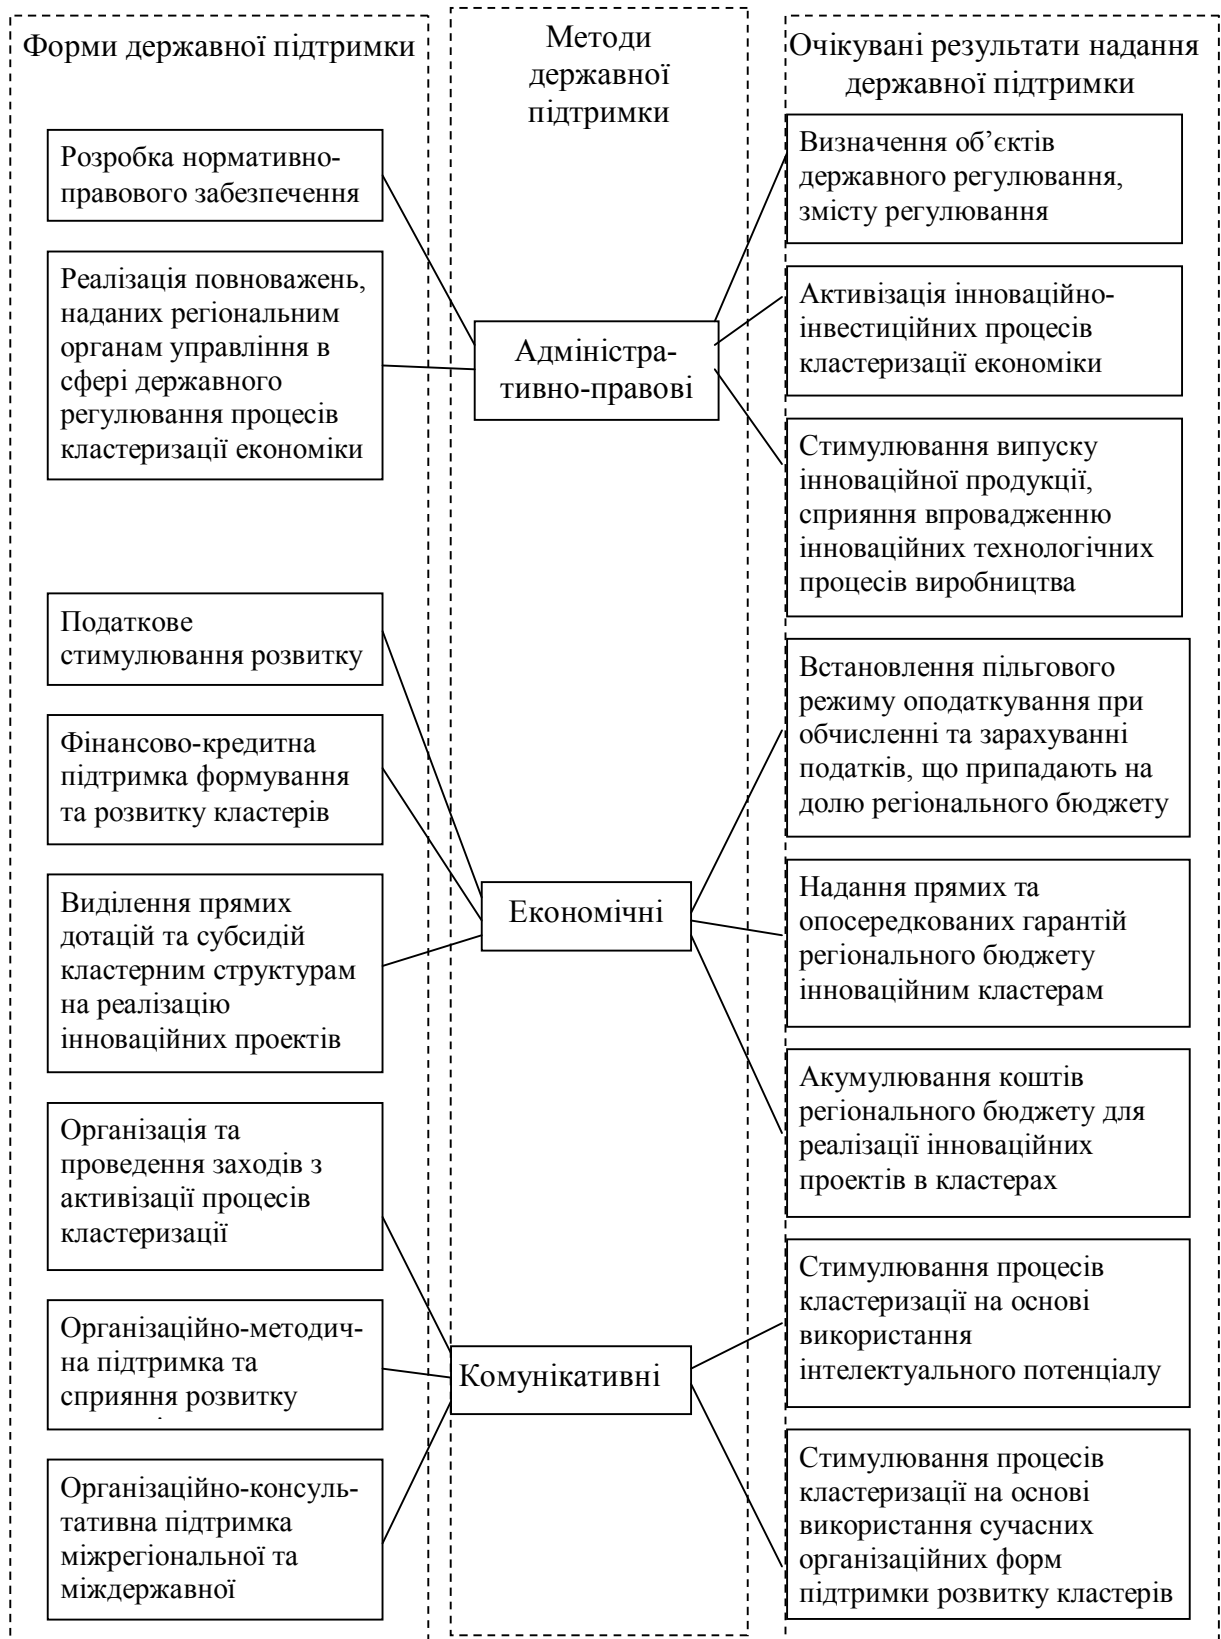 Форми державної підтримки
Розробка нормативно-
правового забезпечення
Реалізація повноважень,
наданих регіональним
органам управління в
сфері державного
регулювання процесів
кластеризації економіки
Податкове
стимулювання розвитку
Фінансово-кредитна
підтримка формування
та розвитку кластерів
Виділення прямих
дотацій та субсидій
кластерним структурам
на реалізацію
інноваційних проектів
Організація та
проведення заходів з
активізації процесів
кластеризації
Організаційно-методич-
на підтримка та
сприяння розвитку
Організаційно-консуль-
тативна підтримка
міжрегіональної та
міждержавної
Методи
державної
підтримки
Адміністра-
тивно-правові
Економічні
Комунікативні
Очікувані результати надання
державної підтримки
Визначення об’єктів
державного регулювання,
змісту регулювання
Активізація інноваційно-
інвестиційних процесів
кластеризації економіки
Стимулювання випуску
інноваційної продукції,
сприяння впровадженню
інноваційних технологічних
процесів виробництва
Встановлення пільгового
режиму оподаткування при
обчисленні та зарахуванні
податків, що припадають на
долю регіонального бюджету
Надання прямих та
опосередкованих гарантій
регіонального бюджету
інноваційним кластерам
Акумулювання коштів
регіонального бюджету для
реалізації інноваційних
проектів в кластерах
Стимулювання процесів
кластеризації на основі
використання
інтелектуального потенціалу
Стимулювання процесів
кластеризації на основі
використання сучасних
організаційних форм
підтримки розвитку кластерів